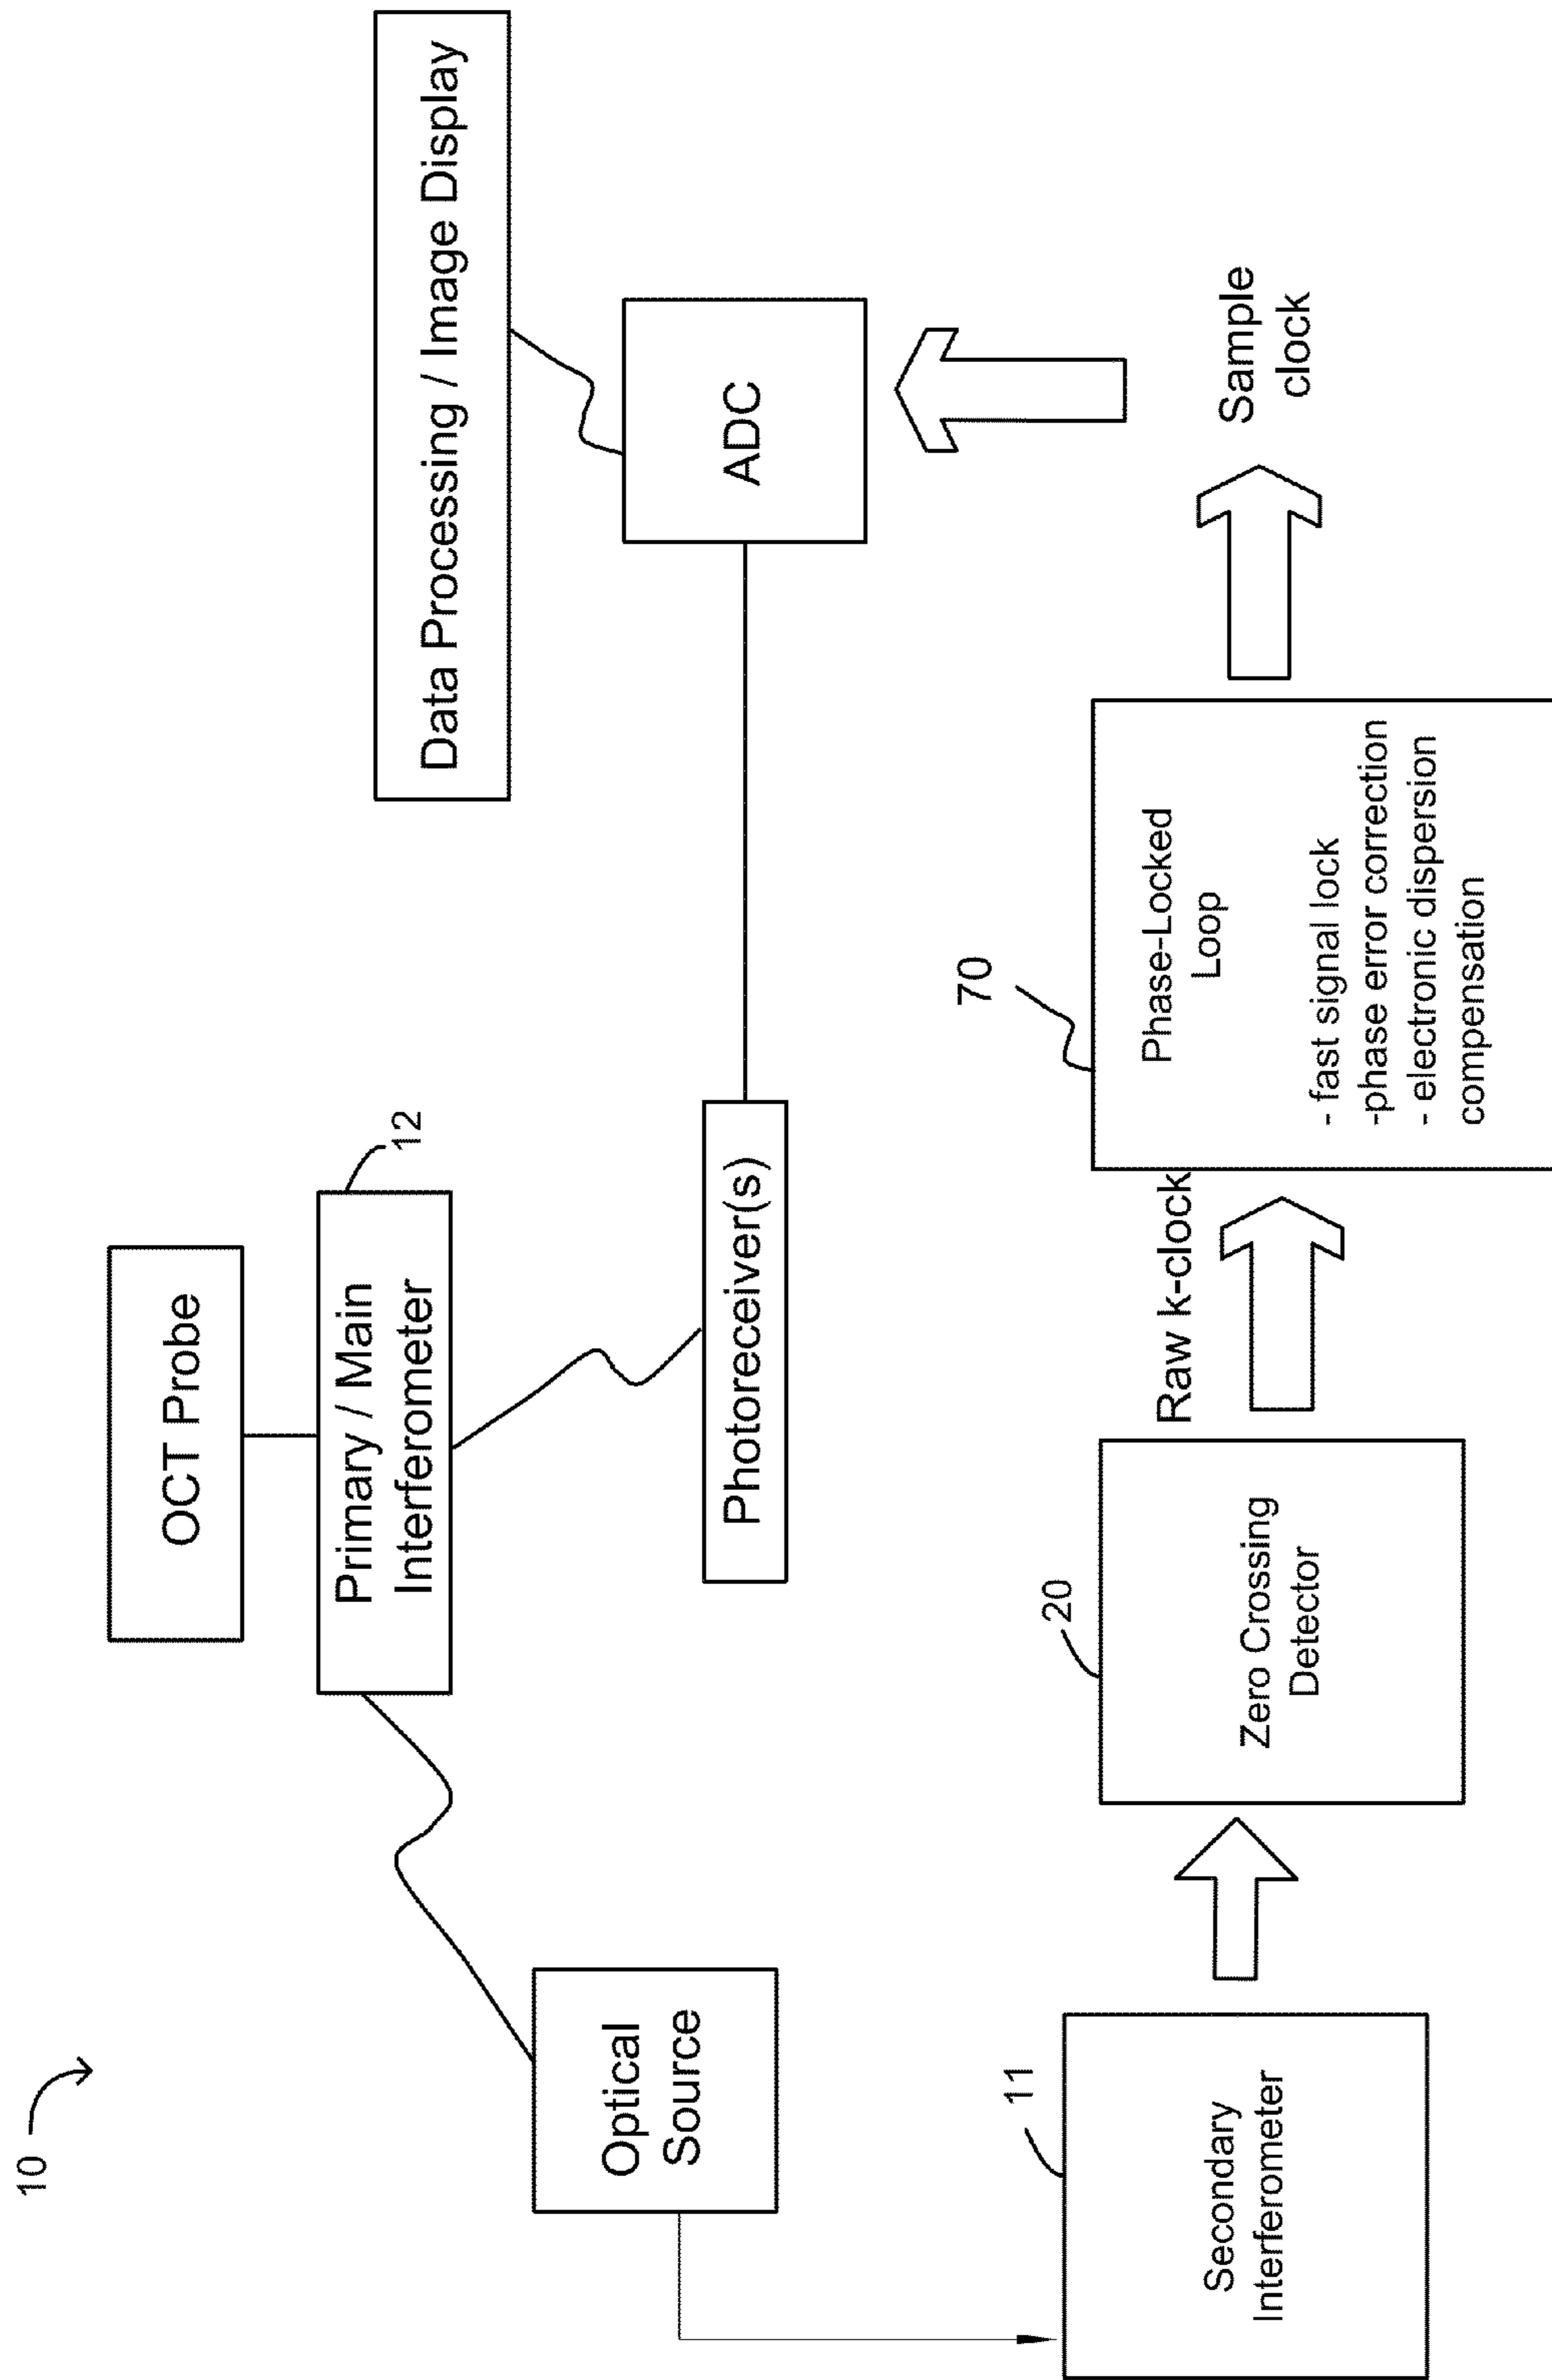 10
OCT Probe
12
Primary / Main
Interferometer
Data Processing / Image Display
Optical
Source
Photoreceiver(s)
ADC
11
Secondary
Interferometer
20
Zero Crossing
Detector
Raw k-clock
70
Phase-Locked
Loop
- fast signal lock
-phase error correction
- electronic dispersion
compensation
Sample
clock